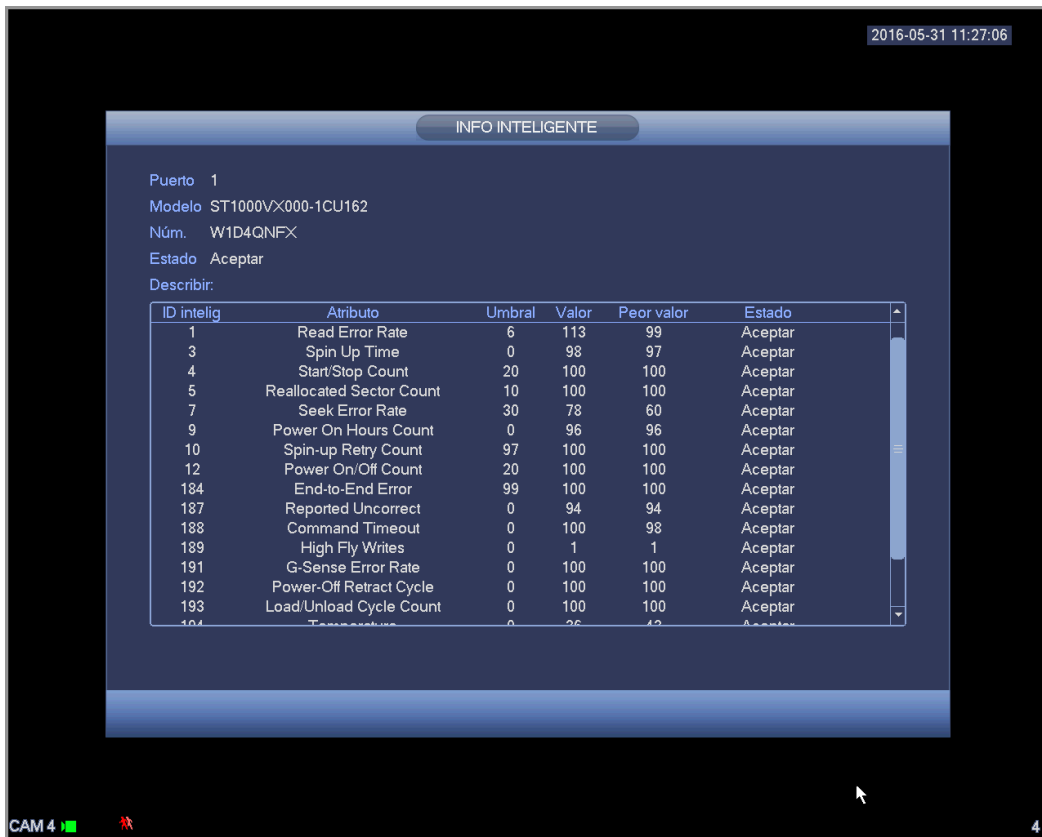 2016-05-31 11:27:06
INFO INTELIGENTE
Puerto 1
Modelo ST1000VX000-1CU162
Núm. W1D4QNFX
Estado Aceptar
Describir:
ID intelig Atributo Umbral Valor Peor valor Estado
1 Read Error Rate 6 113 99 Aceptar
3 Spin Up Time 0 98 97 Aceptar
4 Start/Stop Count 20 100 100 Aceptar
5 Reallocated Sector Count 10 100 100 Aceptar
7 Seek Error Rate 30 78 60 Aceptar
9 Power On Hours Count 0 96 96 Aceptar
10 Spin-up Retry Count 97 100 100 Aceptar
12 Power On/Off Count 20 100 100 Aceptar
184 End-to-End Error 99 100 100 Aceptar
187 Reported Uncorrect 0 94 94 Aceptar
188 Command Timeout 0 100 98 Aceptar
189 High Fly Writes 0 1 1 Aceptar
191 G-Sense Error Rate 0 100 100 Aceptar
192 Power-Off Retract Cycle 0 100 100 Aceptar
193 Load/Unload Cycle Count 0 100 100 Aceptar
194 Temperature 0 Aceptar
CAM 4 4